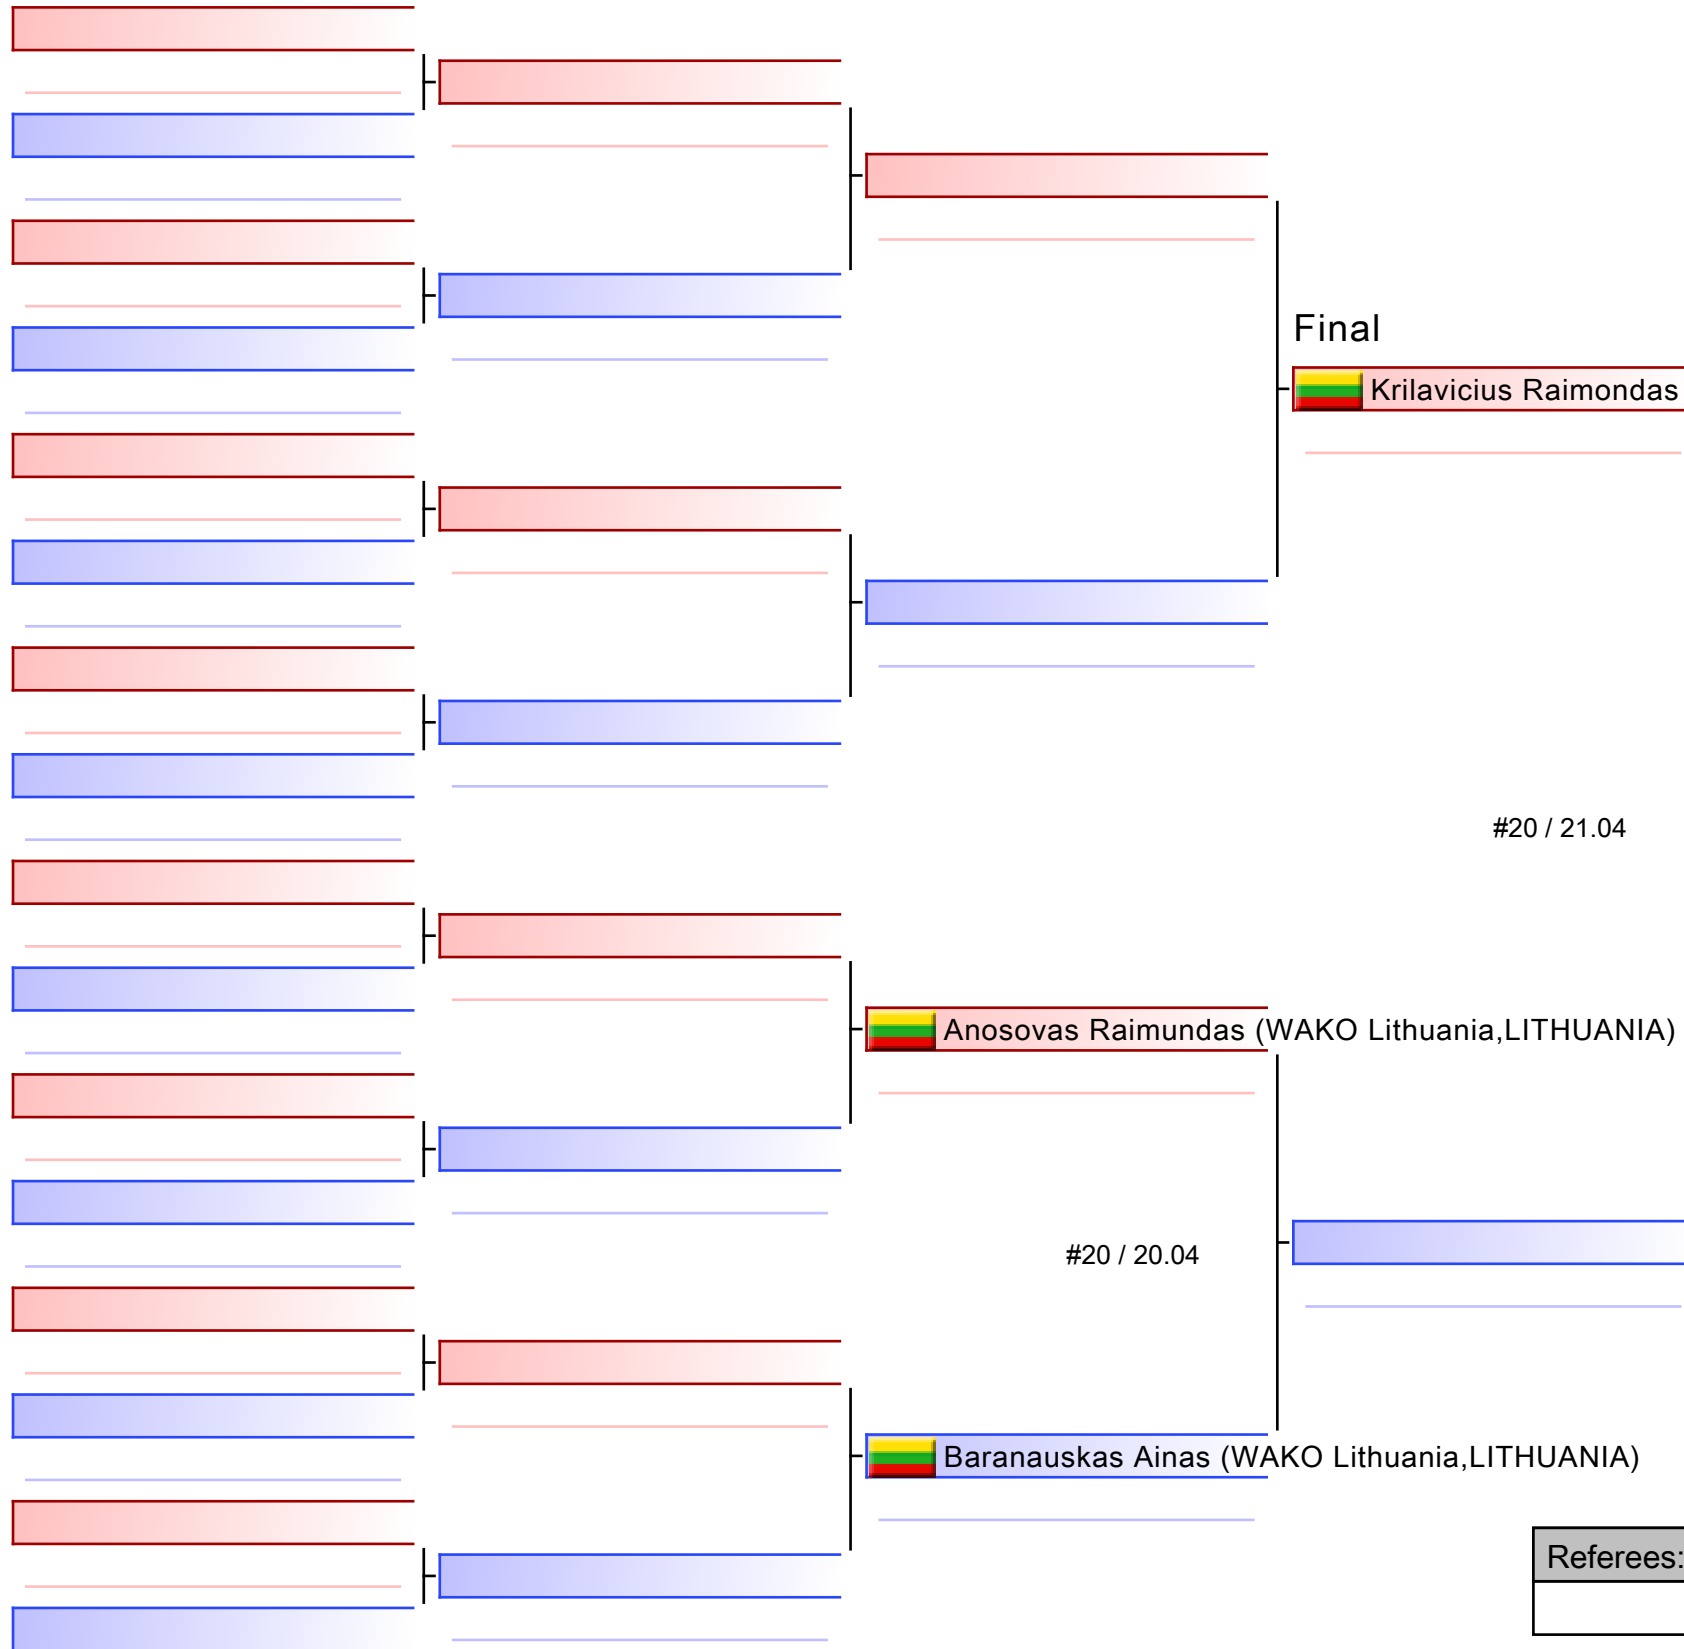 Final
Krilavicius Raimondas
#20 / 21.04
Anosovas Raimundas (WAKO Lithuania,LITHUANIA)
#20 / 20.04
Baranauskas Ainas (WAKO Lithuania,LITHUANIA)
Referees: